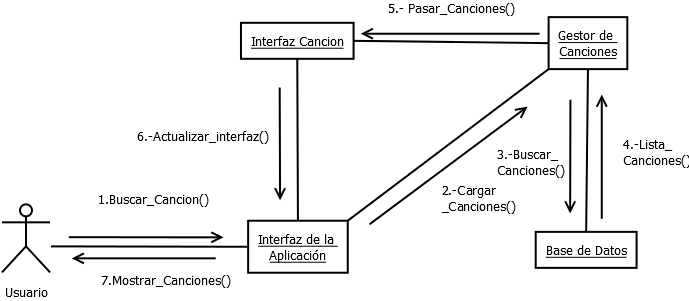 5.- Pasar_Canciones()
Interfaz Cancion
Gestor de
Canciones
6.-Actualizar_interfaz()
3.-Buscar_
Canciones()
4.-Lista_
Canciones()
2.-Cargar
_Canciones()
1.Buscar_Cancion()
Interfaz de la
Aplicación
Base de Datos
7.Mostrar_Canciones()
Usuario